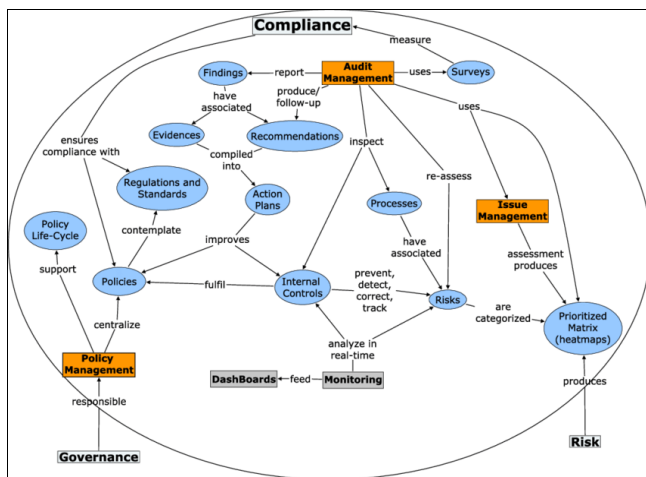 Compliance
measure
Findings
report
Audit
Management
uses
Surveys
have
associated
produce/
follow-up
uses
Evidences
Recommendations
ensures
compliance with
inspect
compiled
into
re-assess
Regulations and
Standards
Action
Plans
Processes
Issue
Management
Policy
Life-Cycle
contemplate
improves
have
associated
assessment
produces
support
Policies
fulfil
Internal
Controls
prevent,
detect,
correct,
track
Risks
are
categorized
Prioritized
Matrix
(heatmaps)
centralize
analyze in
real-time
Policy
Management
DashBoards
feed
Monitoring
responsible
produces
Governance
Risk